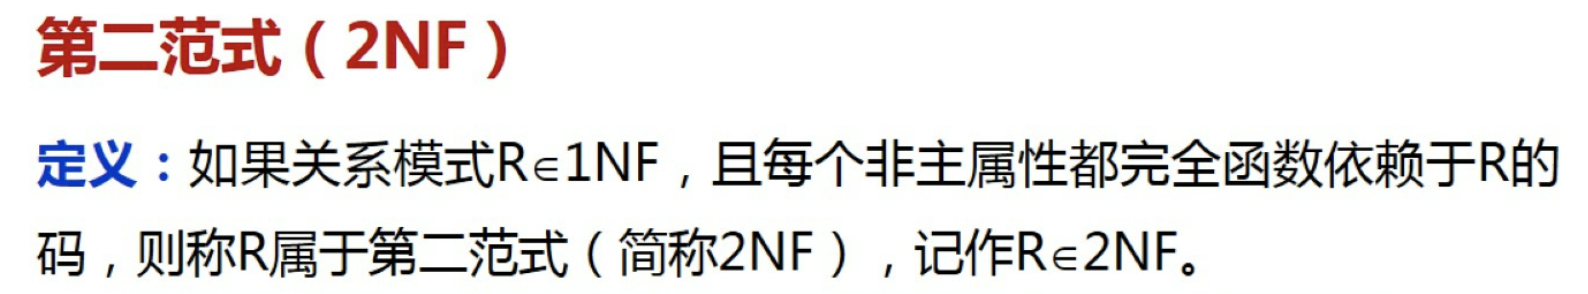 第二范式（2NF）
定义：如果关系模式R∈1NF，且每个非主属性都完全函数依赖于R的
码，则称R属于第二范式（简称2NF），记作R∈2NF。